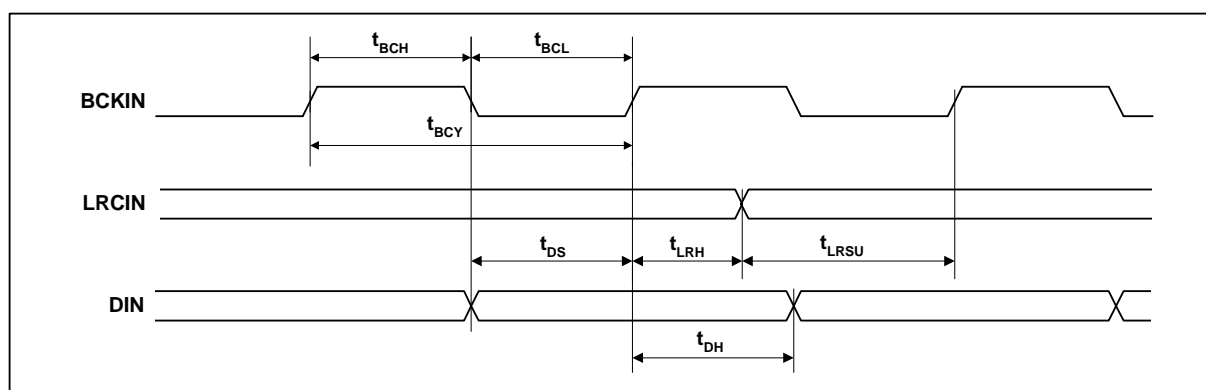 tBCH tBCL
BCKIN
tBCY
LRCIN
tDS tLRH tLRSU
DIN
tDH